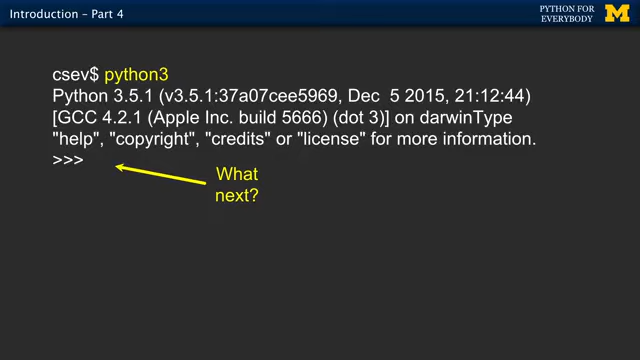 Introduction – Part 4
PYTHON FOR
EVERYBODY
M
csev$ python3
Python 3.5.1 (v3.5.1:37a07cee5969, Dec  5 2015, 21:12:44)
[GCC 4.2.1 (Apple Inc. build 5666) (dot 3)] on darwinType
"help", "copyright", "credits" or "license" for more information.
>>>
What
next?